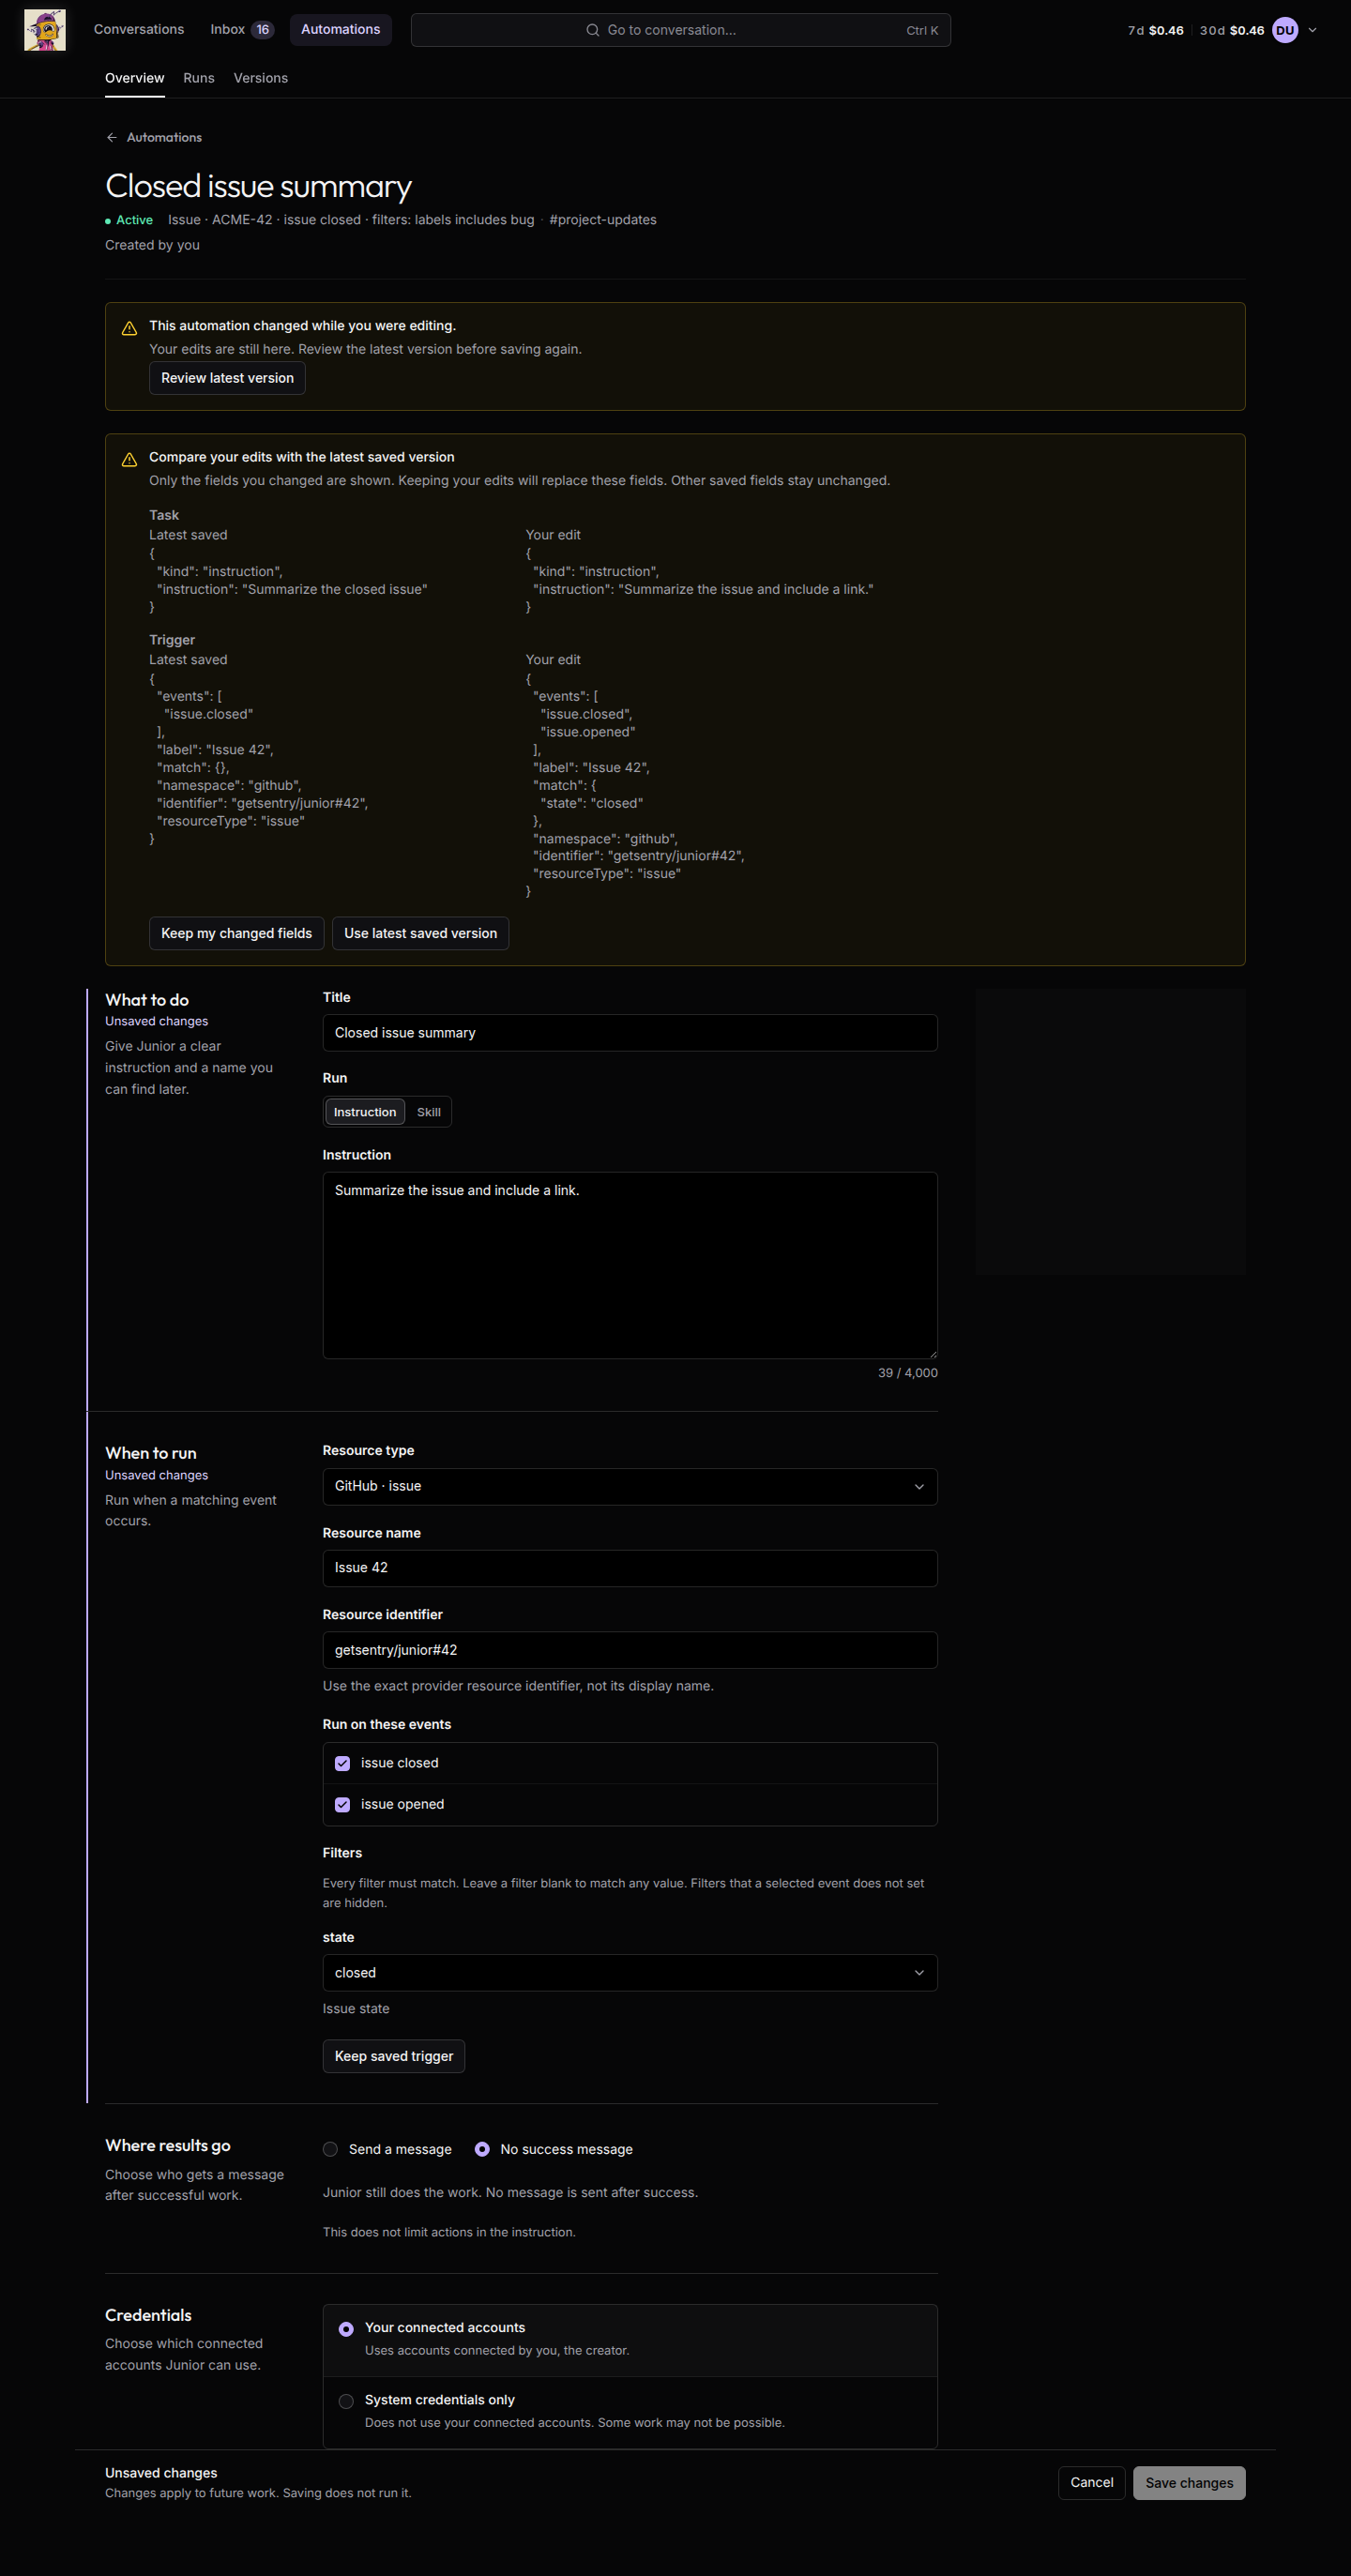 Conversations Inbox 16 Automations Go to conversation... Ctrl K 7d $0.46 30d $0.46 DU
Overview Runs Versions
Automations
Closed issue summary
Active Issue · ACME-42 · issue closed · filters: labels includes bug · #project-updates
Created by you
This automation changed while you were editing.
Your edits are still here. Review the latest version before saving again.
Review latest version
Compare your edits with the latest saved version
Only the fields you changed are shown. Keeping your edits will replace these fields. Other saved fields stay unchanged.
Task
Latest saved
{
"kind": "instruction",
"instruction": "Summarize the closed issue"
}
Your edit
{
"kind": "instruction",
"instruction": "Summarize the issue and include a link."
}
Trigger
Latest saved
{
"events": [
"issue.closed"
],
"label": "Issue 42",
"match": {},
"namespace": "github",
"identifier": "getsentry/junior#42",
"resourceType": "issue"
}
Your edit
{
"events": [
"issue.closed",
"issue.opened"
],
"label": "Issue 42",
"match": {
"state": "closed"
},
"namespace": "github",
"identifier": "getsentry/junior#42",
"resourceType": "issue"
}
Keep my changed fields Use latest saved version
What to do
Unsaved changes
Give Junior a clear
instruction and a name you
can find later.
Title
Closed issue summary
Run
Instruction Skill
Instruction
Summarize the issue and include a link.
39 / 4,000
When to run
Unsaved changes
Run when a matching event
occurs.
Resource type
GitHub · issue
Resource name
Issue 42
Resource identifier
getsentry/junior#42
Use the exact provider resource identifier, not its display name.
Run on these events
issue closed
issue opened
Filters
Every filter must match. Leave a filter blank to match any value. Filters that a selected event does not set
are hidden.
state
closed
Issue state
Keep saved trigger
Where results go
Choose who gets a message
after successful work.
Send a message No success message
Junior still does the work. No message is sent after success.
This does not limit actions in the instruction.
Credentials
Choose which connected
accounts Junior can use.
Your connected accounts
Uses accounts connected by you, the creator.
System credentials only
Does not use your connected accounts. Some work may not be possible.
Unsaved changes
Changes apply to future work. Saving does not run it.
Cancel Save changes